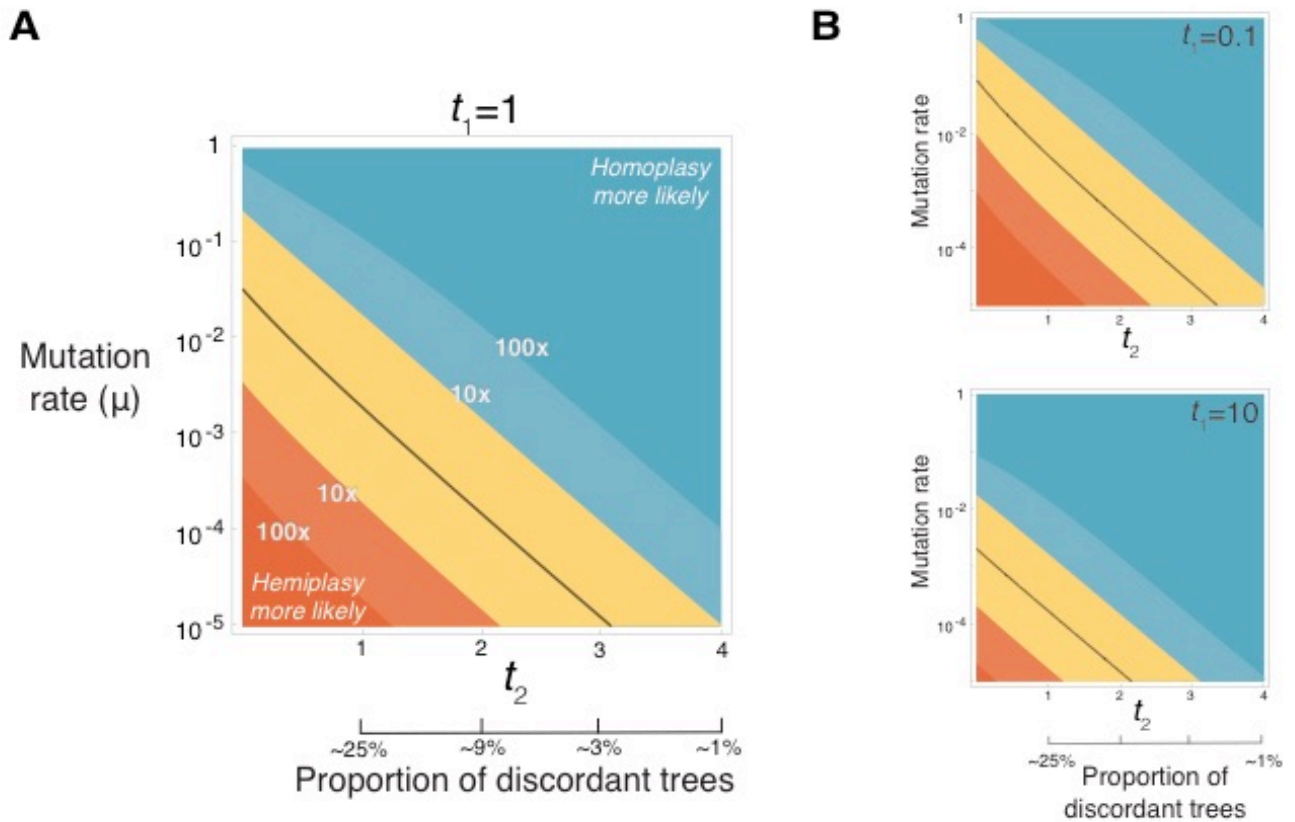 A
t₁=1
1
10⁻¹
10⁻²
10⁻³
10⁻⁴
10⁻⁵
Mutation
rate (μ)
Homoplasy
more likely
100x
10x
10x
100x
Hemiplasy
more likely
1 2 3 4
t₂
~25% ~9% ~3% ~1%
Proportion of discordant trees
B
t₁=0.1
1
10⁻²
10⁻⁴
Mutation rate
1 2 3 4
t₂
t₁=10
1
10⁻²
10⁻⁴
Mutation rate
1 2 3 4
t₂
~25% ~1%
Proportion of
discordant trees